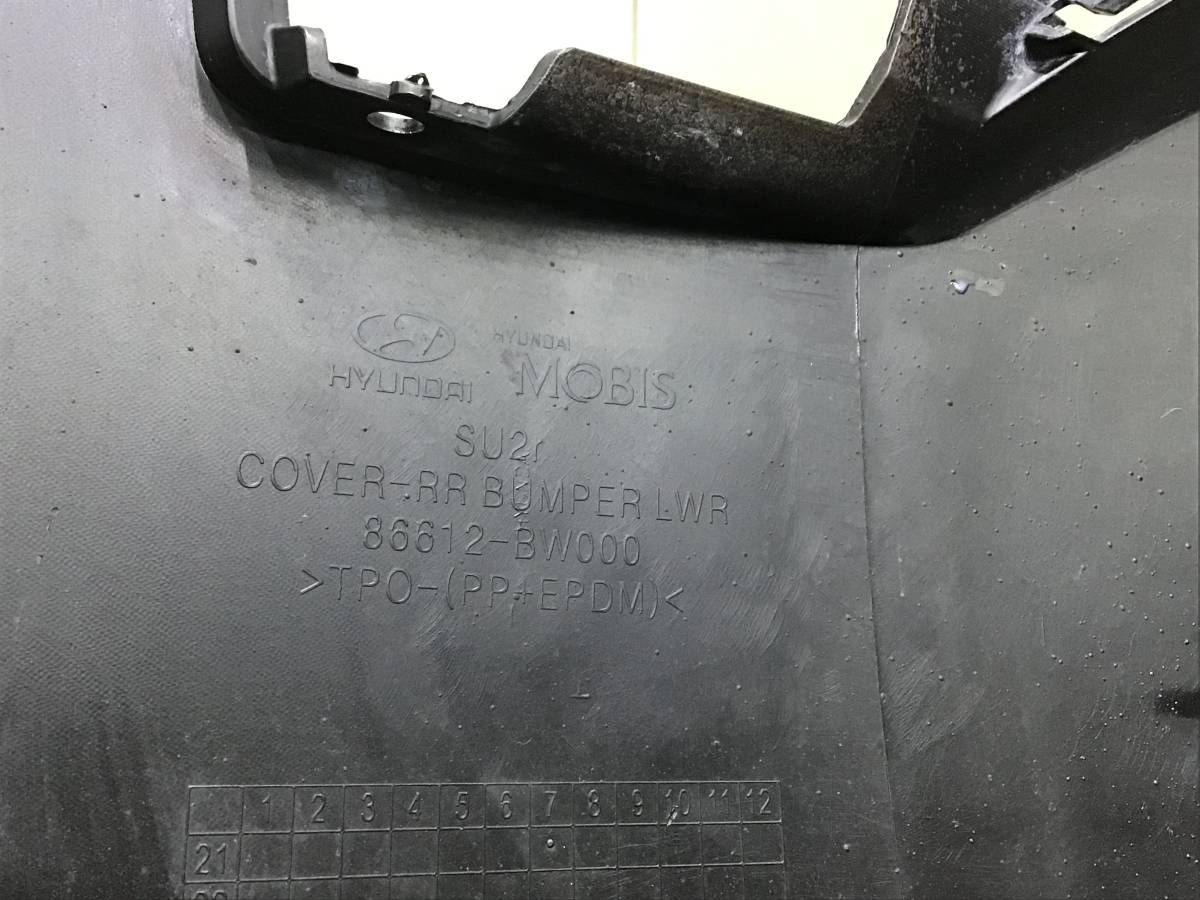 HYUNDAI
HYUNDAI
MOBIS
SU2r
COVER-RR BUMPER LWR
86612-BW000
>TPO-(PP+EPDM)<
1 2 3 4 5 6 7 8 9 10 11 12
21